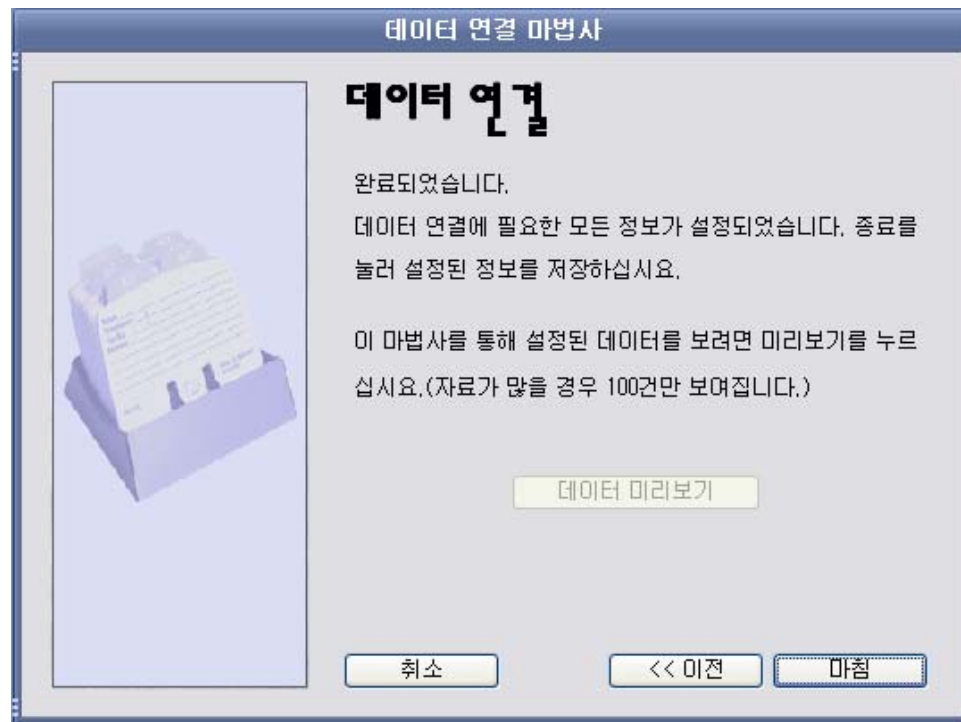 데이터 연결 마법사
데이터 연결
완료되었습니다.
데이터 연결에 필요한 모든 정보가 설정되었습니다. 종료를
눌러 설정된 정보를 저장하십시요.
이 마법사를 통해 설정된 데이터를 보려면 미리보기를 누르
십시요.(자료가 많을 경우 100건만 보여집니다.)
데이터 미리보기
취소
<< 이전
마침